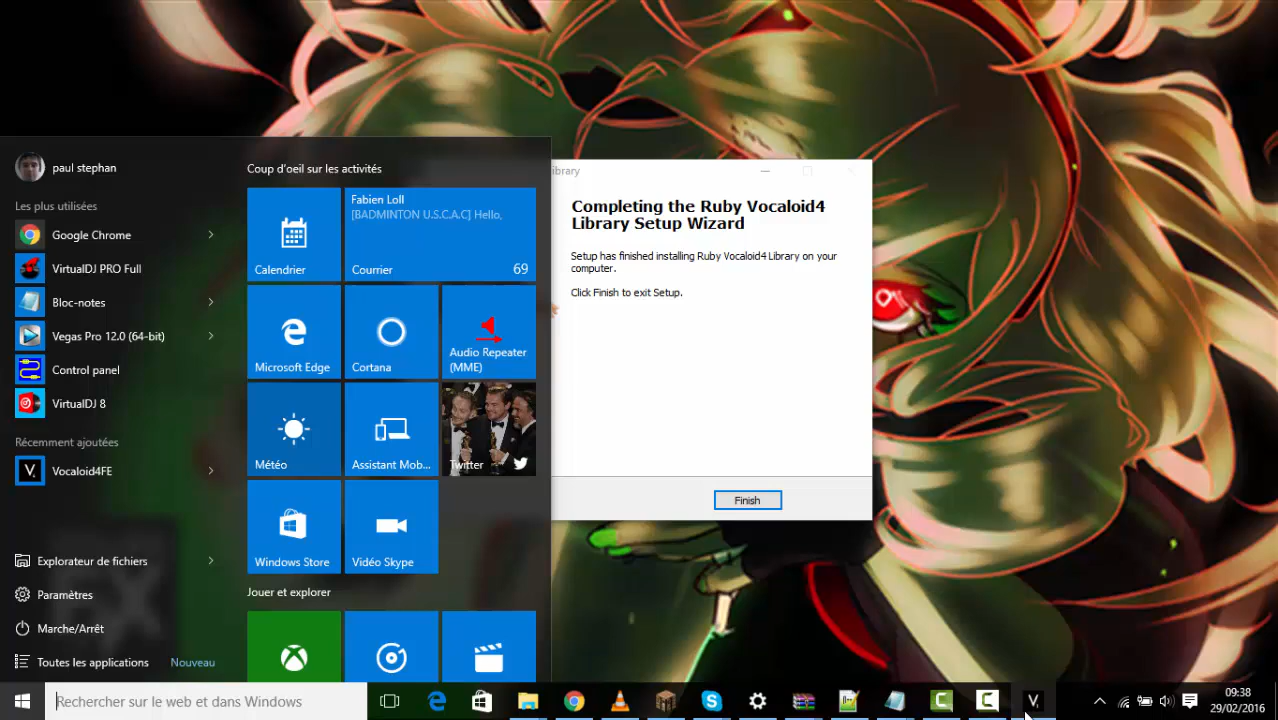 paul stephan
Les plus utilisées
Google Chrome
VirtualDJ PRO Full
Bloc-notes
Vegas Pro 12.0 (64-bit)
Control panel
VirtualDJ 8
Récemment ajoutées
Vocaloid4FE
Explorateur de fichiers
Paramètres
Marche/Arrêt
Toutes les applications Nouveau
Rechercher sur le web et dans Windows
Coup d'oeil sur les activités
Calendrier
Fabien Loll
[BADMINTON U.S.C.A.C] Hello,
Courrier 69
Microsoft Edge
Cortana
Audio Repeater
(MME)
Météo
Assistant Mob...
Twitter
Windows Store
Vidéo Skype
Jouer et explorer
ibrary
Completing the Ruby Vocaloid4
Library Setup Wizard
Setup has finished installing Ruby Vocaloid4 Library on your
computer.
Click Finish to exit Setup.
Finish
09:38
29/02/2016